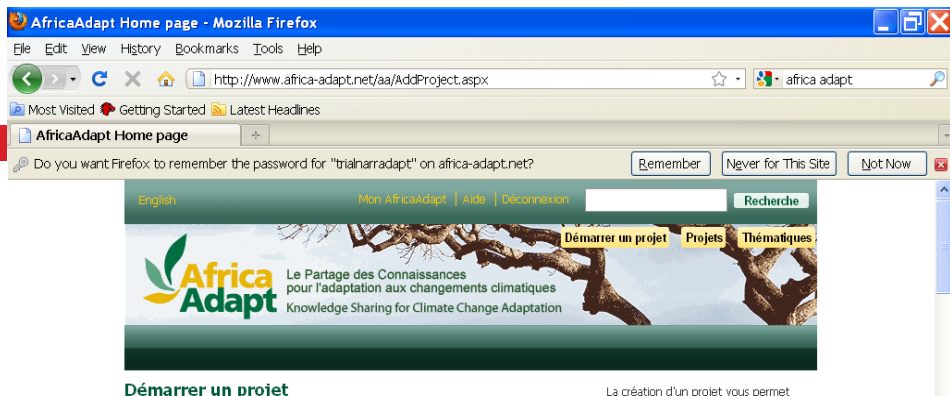 AfricaAdapt Home page - Mozilla Firefox
File Edit View History Bookmarks Tools Help
http://www.africa-adapt.net/aa/AddProject.aspx africa adapt
Most Visited Getting Started Latest Headlines
AfricaAdapt Home page
Do you want Firefox to remember the password for "trialnarradapt" on africa-adapt.net? Remember Never for This Site Not Now
English Mon AfricaAdapt | Aide | Déconnexion Recherche
Démarrer un projet Projets Thématiques
Africa
Adapt
Le Partage des Connaissances
pour l'adaptation aux changements climatiques
Knowledge Sharing for Climate Change Adaptation
Démarrer un projet
La création d'un projet vous permet